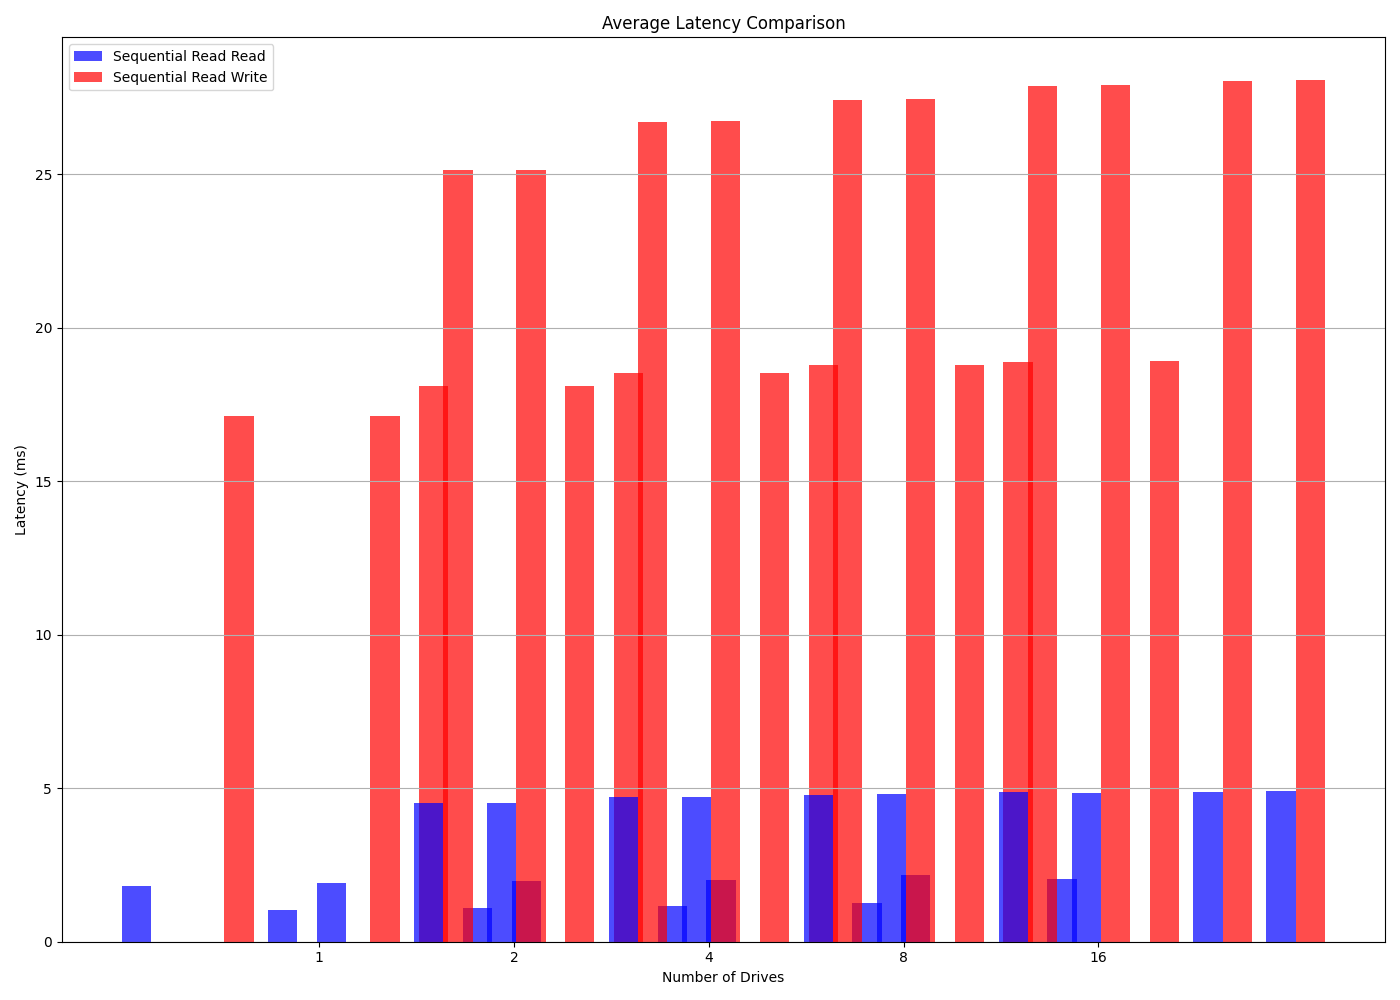 Average Latency Comparison
Sequential Read Read
Sequential Read Write
Latency (ms)
25
20
15
10
5
0
1 2 4 8 16
Number of Drives